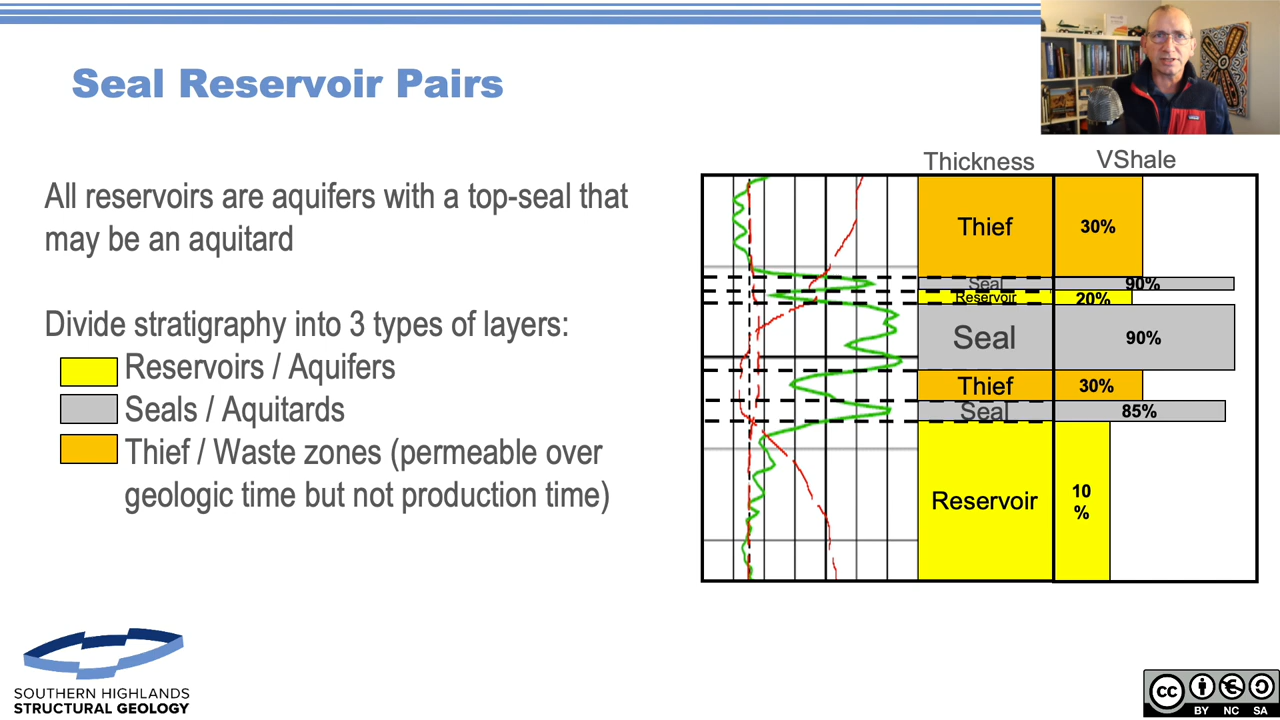 Seal Reservoir Pairs
All reservoirs are aquifers with a top-seal that
may be an aquitard
Divide stratigraphy into 3 types of layers:
Reservoirs / Aquifers
Seals / Aquitards
Thief / Waste zones (permeable over
geologic time but not production time)
Thickness VShale
Thief 30%
Seal 90%
Reservoir 20%
Seal 90%
Thief 30%
Seal 85%
Reservoir 10
%
SOUTHERN HIGHLANDS
STRUCTURAL GEOLOGY
cc
BY NC SA